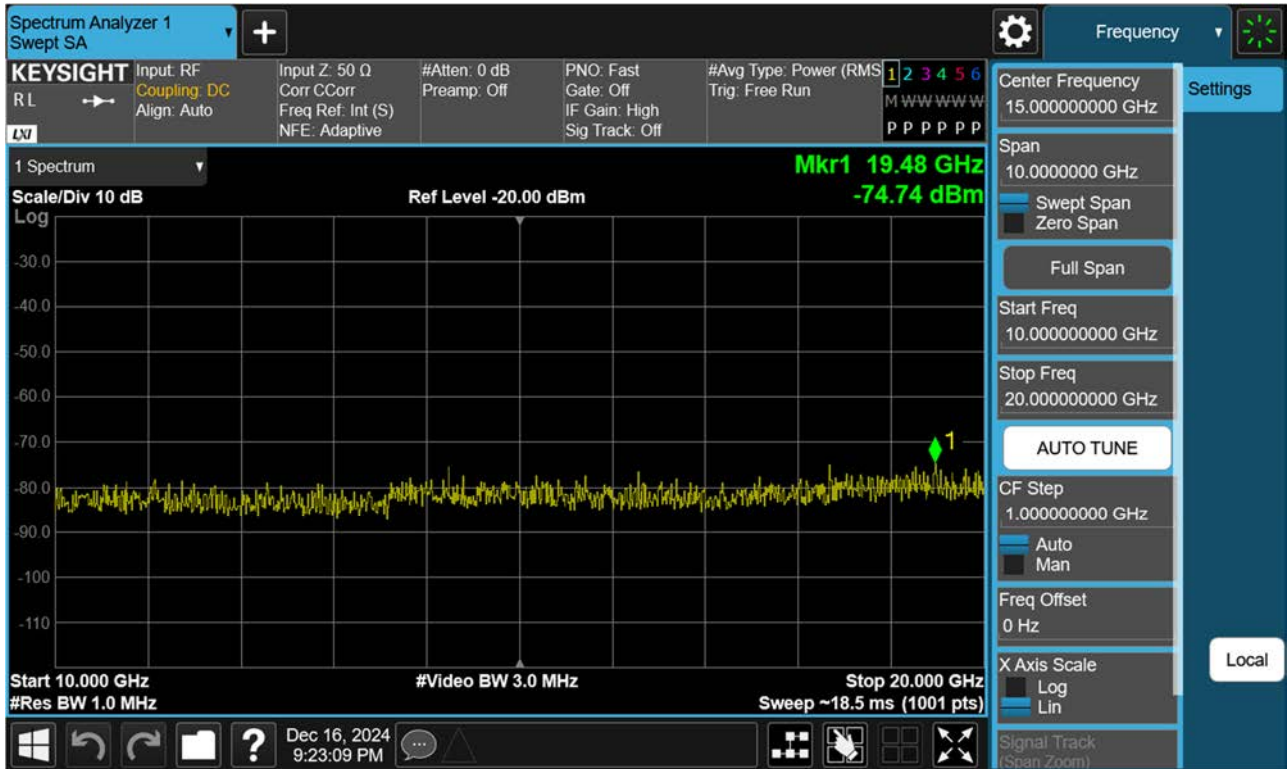 Spectrum Analyzer 1
Swept SA
Frequency
KEYSIGHT
R L
LXI
Input: RF
Coupling: DC
Align: Auto
Input Z: 50 Ω
Corr CCorr
Freq Ref: Int (S)
NFE: Adaptive
#Atten: 0 dB
Preamp: Off
PNO: Fast
Gate: Off
IF Gain: High
Sig Track: Off
#Avg Type: Power (RMS
Trig: Free Run
1 2 3 4 5 6
M W W W W W
P P P P P P
1 Spectrum
Scale/Div 10 dB
Ref Level -20.00 dBm
Mkr1 19.48 GHz
-74.74 dBm
Log
-30.0
-40.0
-50.0
-60.0
-70.0
-80.0
-90.0
-100
-110
1
Start 10.000 GHz
#Res BW 1.0 MHz
#Video BW 3.0 MHz
Stop 20.000 GHz
Sweep ~18.5 ms (1001 pts)
Center Frequency
15.000000000 GHz
Span
10.0000000 GHz
Swept Span
Zero Span
Full Span
Start Freq
10.000000000 GHz
Stop Freq
20.000000000 GHz
AUTO TUNE
CF Step
1.000000000 GHz
Auto
Man
Freq Offset
0 Hz
X Axis Scale
Log
Lin
Signal Track
(Span Zoom)
Settings
Local
?
Dec 16, 2024
9:23:09 PM